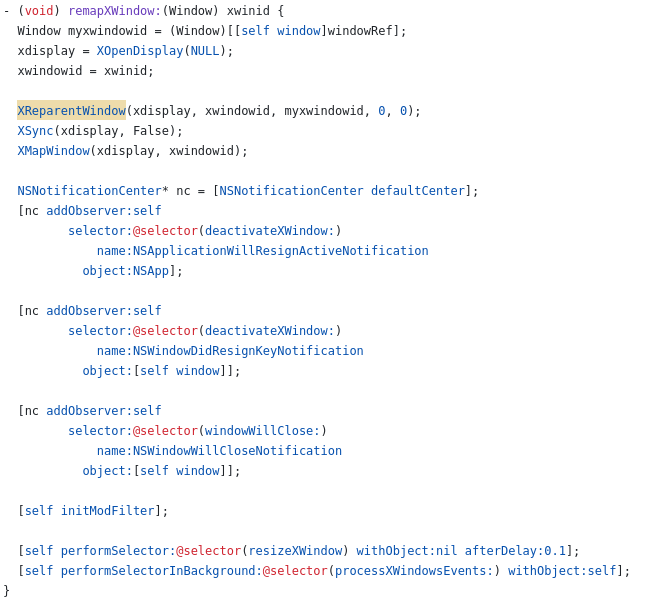 - (void) remapXWindow:(Window) xwinid {
  Window myxwindowid = (Window)[[self window]windowRef];
  xdisplay = XOpenDisplay(NULL);
  xwindowid = xwinid;

  XReparentWindow(xdisplay, xwindowid, myxwindowid, 0, 0);
  XSync(xdisplay, False);
  XMapWindow(xdisplay, xwindowid);

  NSNotificationCenter* nc = [NSNotificationCenter defaultCenter];
  [nc addObserver:self
         selector:@selector(deactivateXWindow:)
             name:NSApplicationWillResignActiveNotification
           object:NSApp];

  [nc addObserver:self
         selector:@selector(deactivateXWindow:)
             name:NSWindowDidResignKeyNotification
           object:[self window]];

  [nc addObserver:self
         selector:@selector(windowWillClose:)
             name:NSWindowWillCloseNotification
           object:[self window]];

  [self initModFilter];

  [self performSelector:@selector(resizeXWindow) withObject:nil afterDelay:0.1];
  [self performSelectorInBackground:@selector(processXWindowsEvents:) withObject:self];
}